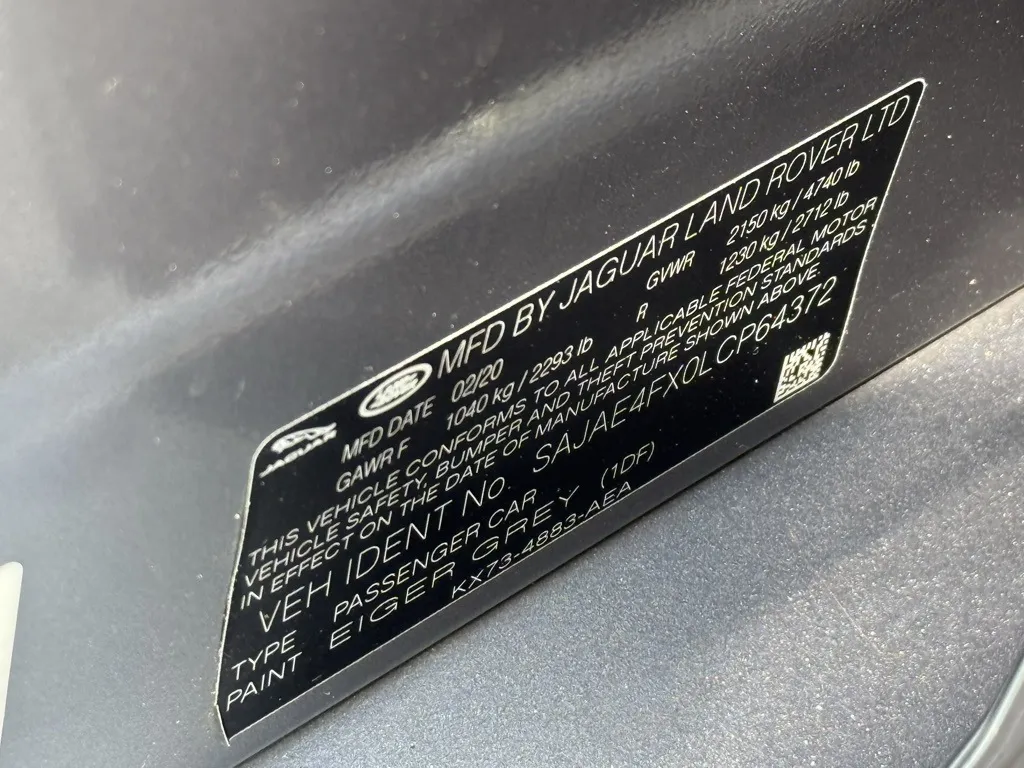 JAGUAR
LAND ROVER
MFD BY JAGUAR LAND ROVER LTD
MFD DATE 02/20 GVWR 2150 kg / 4740 lb
GAWR F 1040 kg / 2293 lb R 1230 kg / 2712 lb
THIS VEHICLE CONFORMS TO ALL APPLICABLE FEDERAL MOTOR
VEHICLE SAFETY, BUMPER AND THEFT PREVENTION STANDARDS
IN EFFECT ON THE DATE OF MANUFACTURE SHOWN ABOVE.
VEH IDENT NO. SAJAE4FX0LCP64372
TYPE PASSENGER CAR
PAINT EIGER GREY (1DF)
KX73-4883-AEA